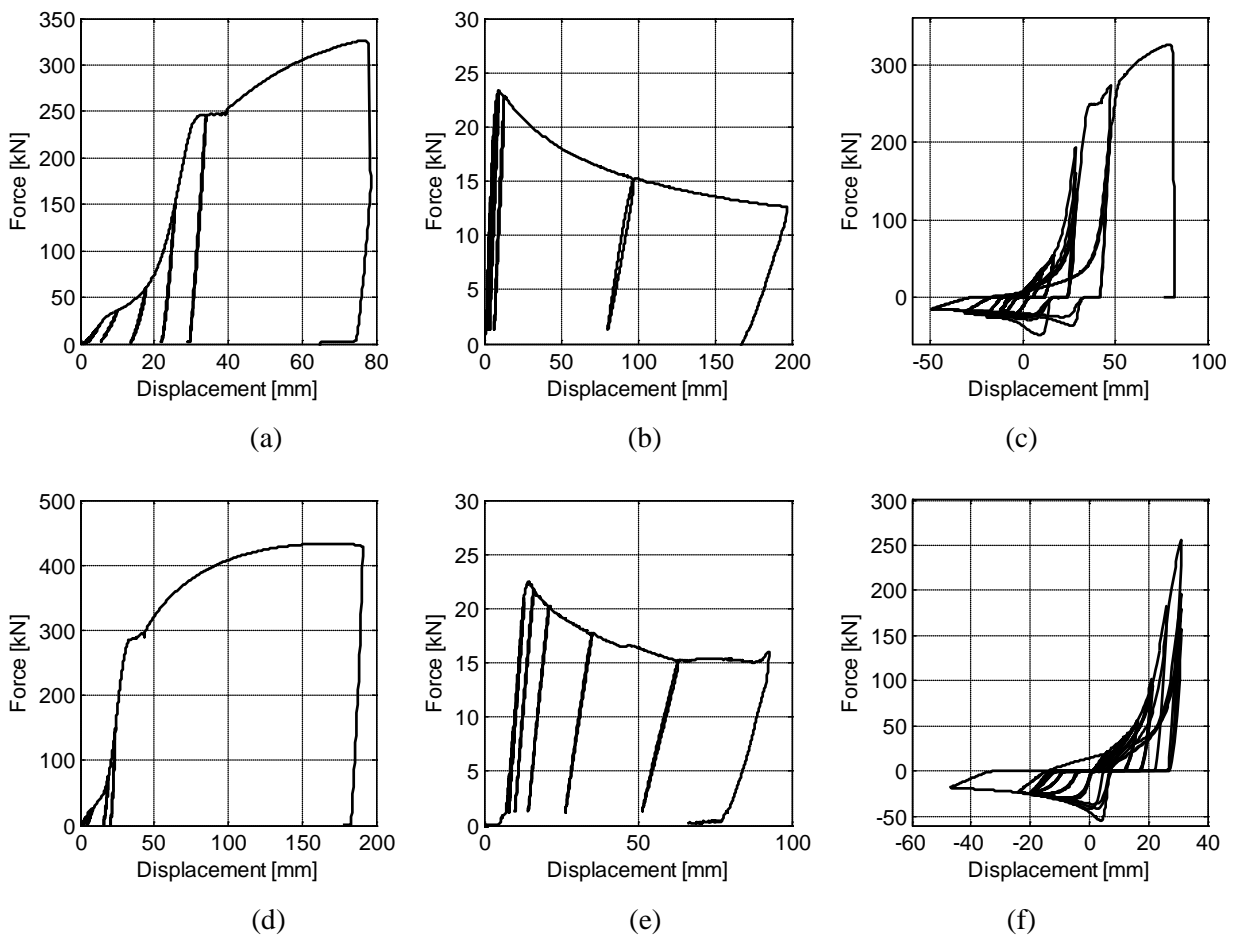 350
300
250
200
150
100
50
0
Force [kN]
0 20 40 60 80
Displacement [mm]
(a)
30
25
20
15
10
5
0
Force [kN]
0 50 100 150 200
Displacement [mm]
(b)
300
200
100
0
Force [kN]
-50 0 50 100
Displacement [mm]
(c)
500
400
300
200
100
0
Force [kN]
0 50 100 150 200
Displacement [mm]
(d)
30
25
20
15
10
5
0
Force [kN]
0 50 100
Displacement [mm]
(e)
300
250
200
150
100
50
0
-50
Force [kN]
-60 -40 -20 0 20 40
Displacement [mm]
(f)